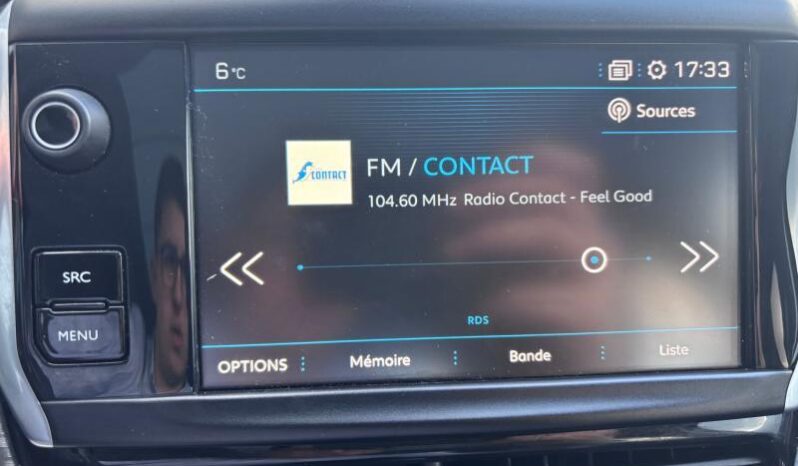 6°C
17:33
Sources
CONTACT
FM / CONTACT
104.60 MHz Radio Contact - Feel Good
SRC
MENU
RDS
OPTIONS
Mémoire
Bande
Liste